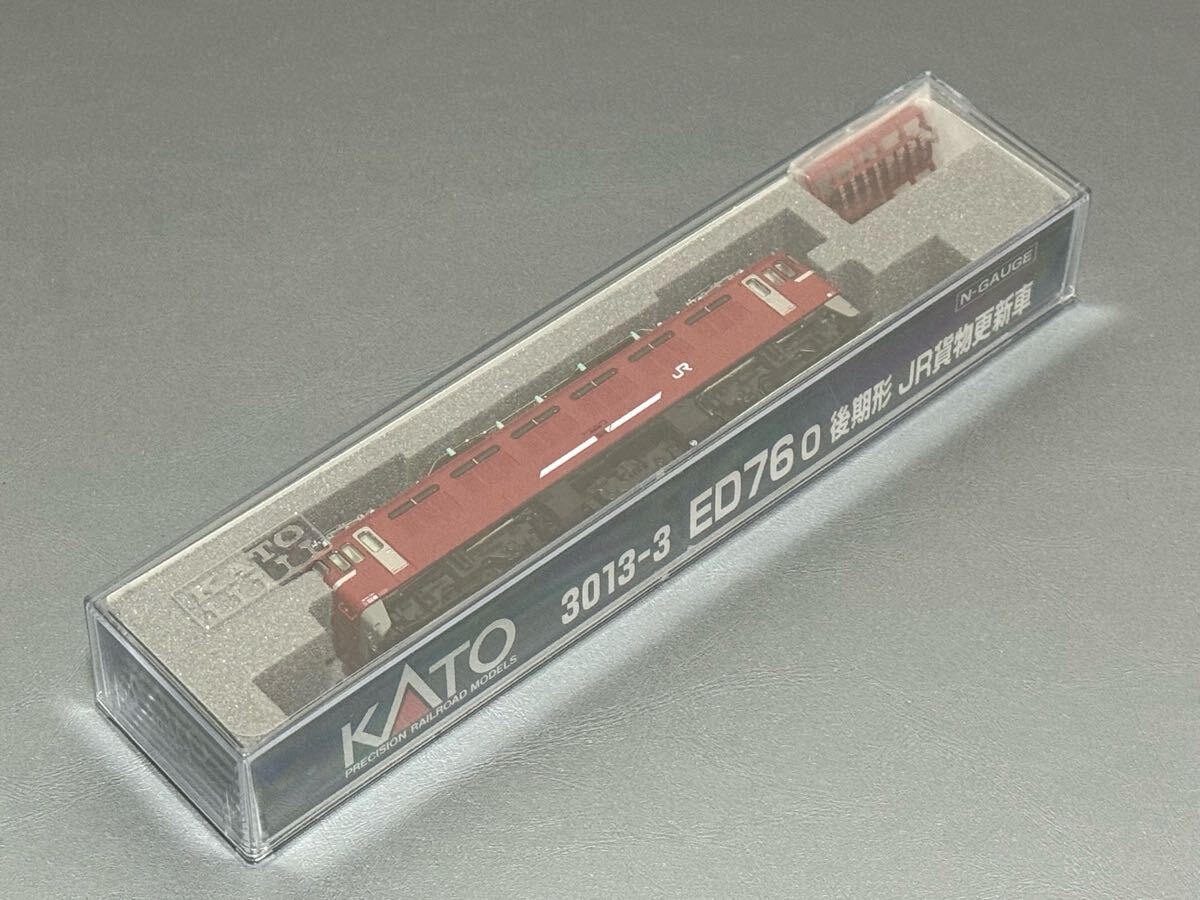 KATO
JR
KATO
PRECISION RAILROAD MODELS
3013-3 ED76 0 後期形 JR貨物更新車
N-GAUGE